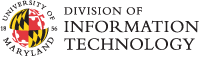 UNIVERSITY OF
18 56
MARYLAND
DIVISION OF
INFORMATION
TECHNOLOGY